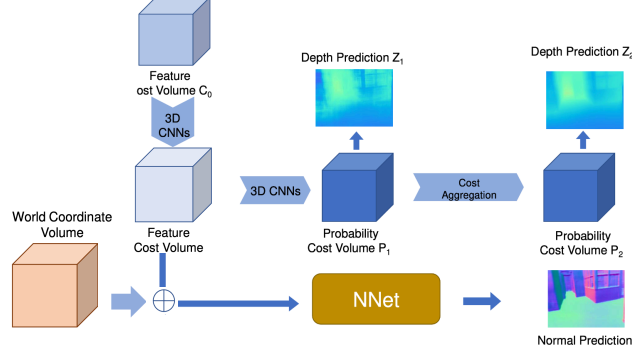 Feature
ost Volume C₀
3D
CNNs
Feature
Cost Volume
World Coordinate
Volume
3D CNNs
Depth Prediction Z₁
Probability
Cost Volume P₁
Cost
Aggregation
Depth Prediction Z₂
Probability
Cost Volume P₂
NNet
Normal Prediction